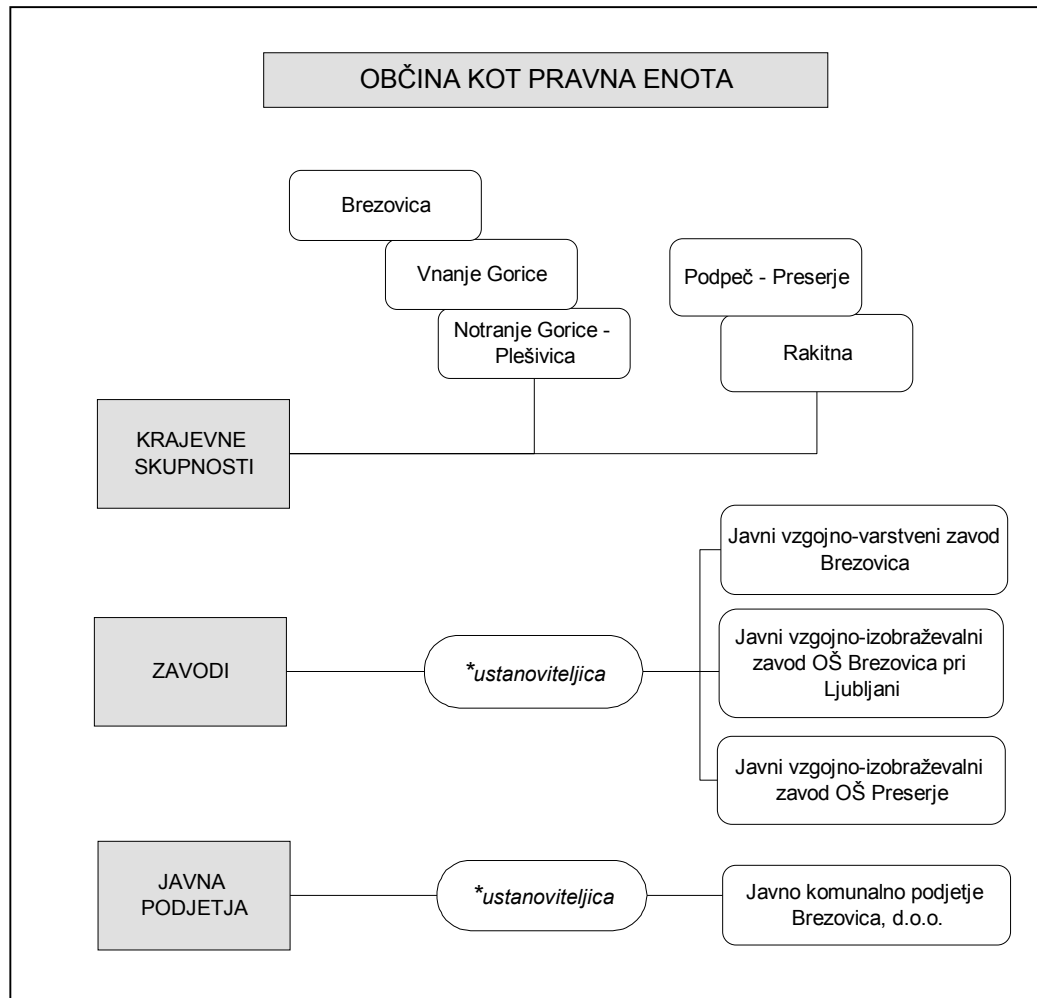 OBČINA KOT PRAVNA ENOTA
Brezovica
Vnanje Gorice
Notranje Gorice -
Plešivica
Podpeč - Preserje
Rakitna
KRAJEVNE
SKUPNOSTI
Javni vzgojno-varstveni zavod
Brezovica
ZAVODI
*ustanoviteljica
Javni vzgojno-izobraževalni
zavod OŠ Brezovica pri
Ljubljani
Javni vzgojno-izobraževalni
zavod OŠ Preserje
JAVNA
PODJETJA
*ustanoviteljica
Javno komunalno podjetje
Brezovica, d.o.o.